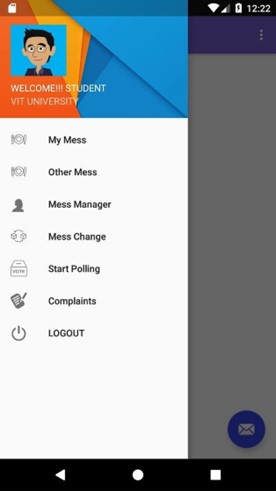 12:22
WELCOME!!! STUDENT
VIT UNIVERSITY
My Mess
Other Mess
Mess Manager
Mess Change
VOTE
Start Polling
Complaints
LOGOUT